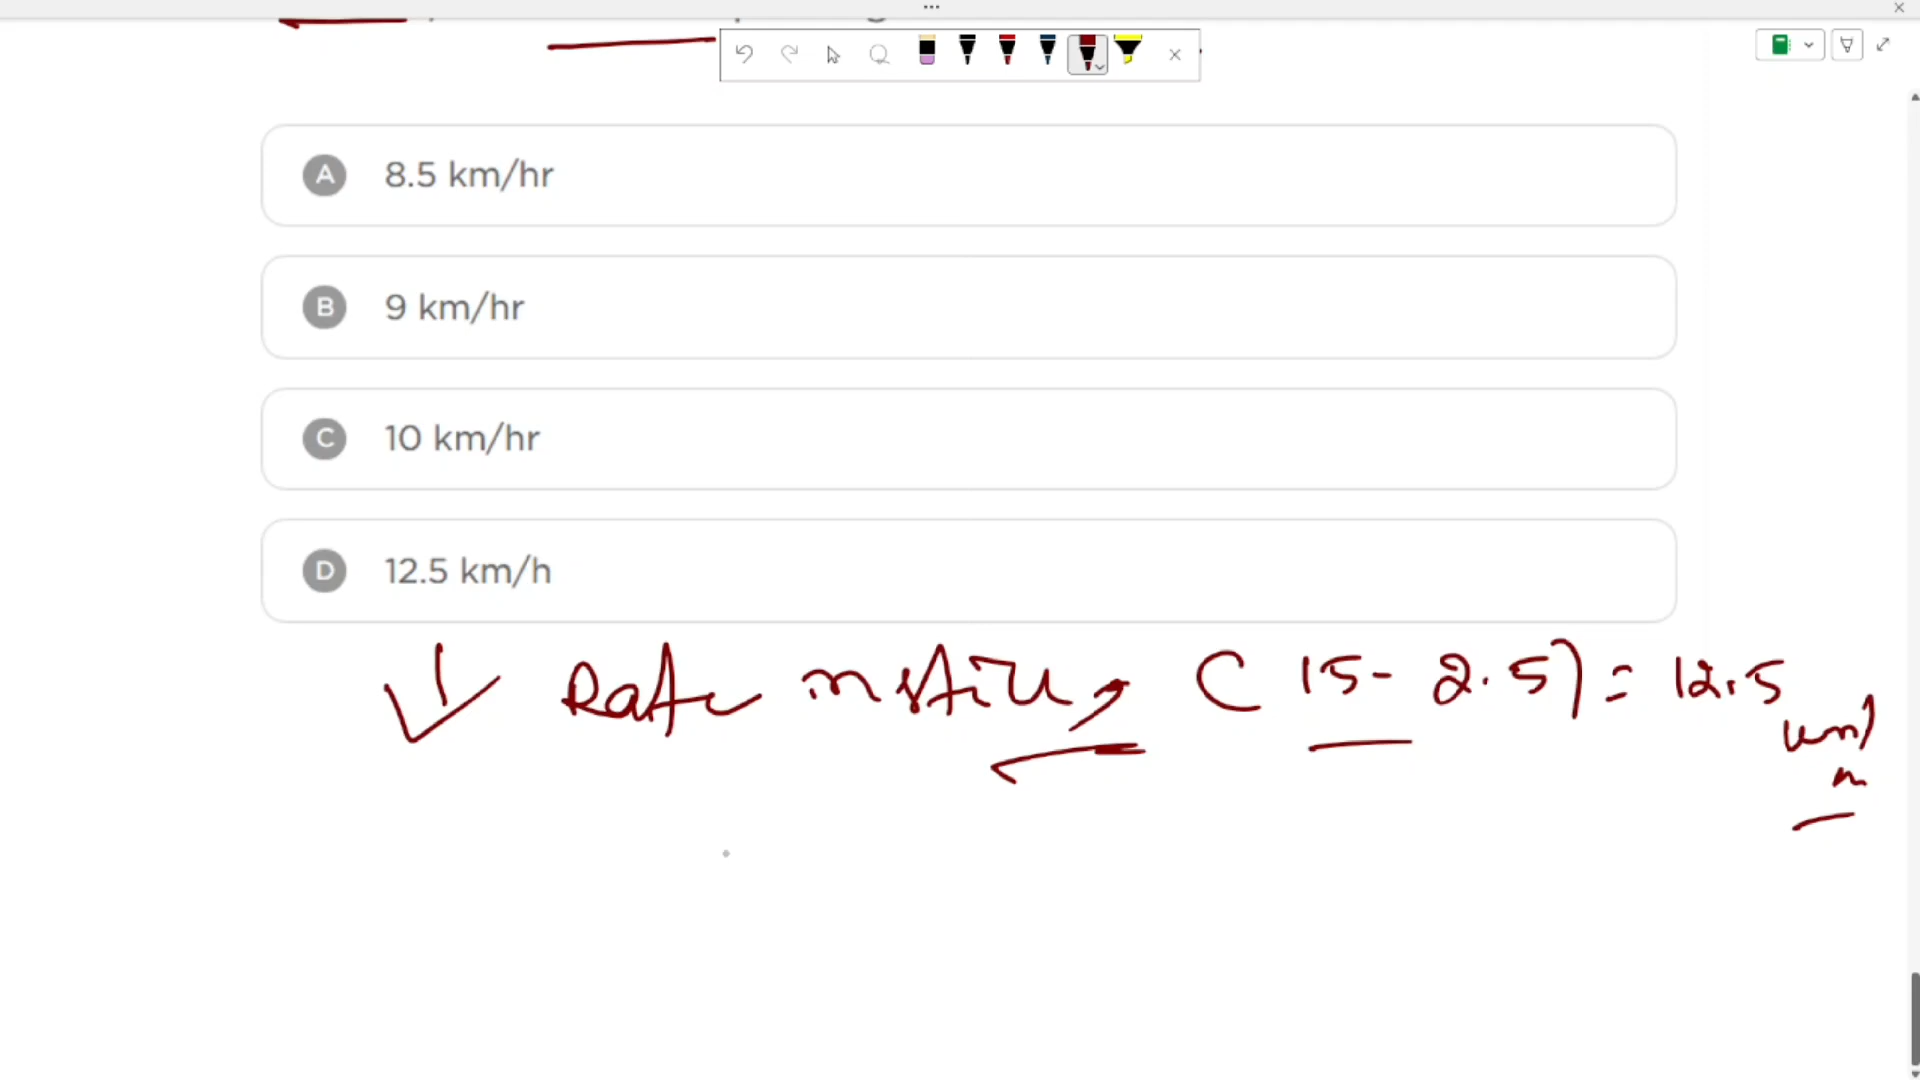 A 8.5 km/hr
B 9 km/hr
C 10 km/hr
D 12.5 km/h
Rate in still, (15 - 2.5) = 12.5
km/